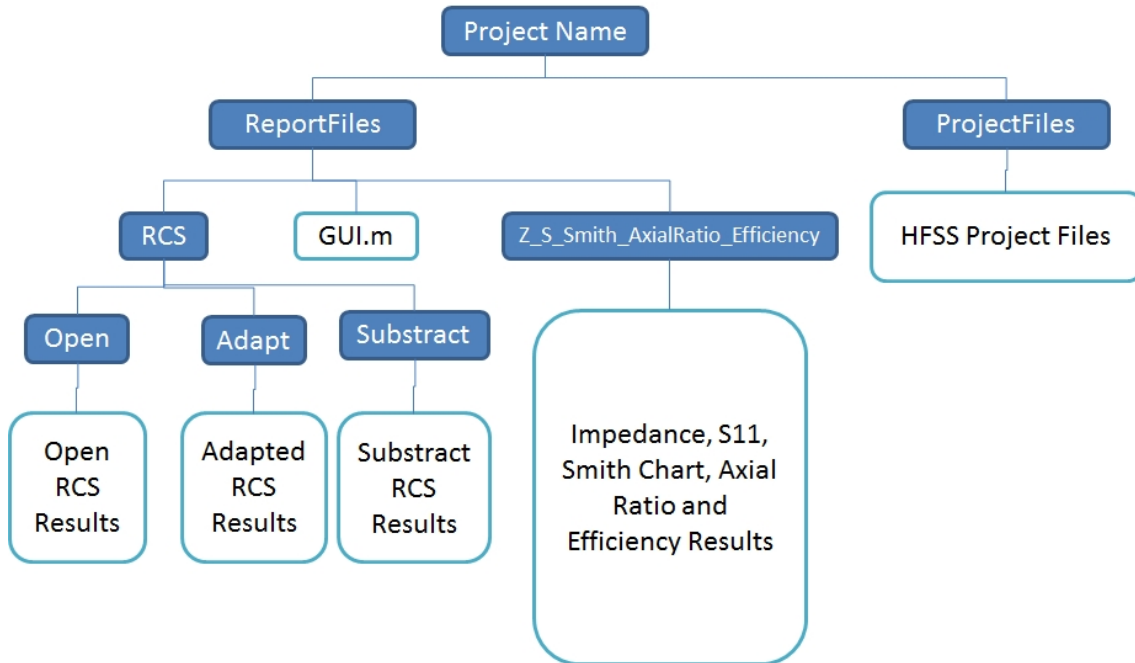 Project Name
ReportFiles
ProjectFiles
RCS
GUI.m
Z_S_Smith_AxialRatio_Efficiency
HFSS Project Files
Open
Adapt
Substract
Open
RCS
Results
Adapted
RCS
Results
Substract
RCS
Results
Impedance, S11,
Smith Chart, Axial
Ratio and
Efficiency Results